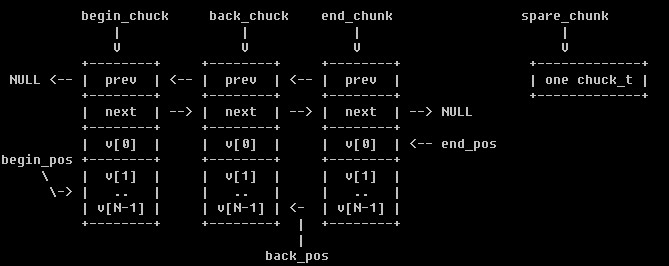 begin_chuck     back_chuck    end_chunk                spare_chunk
              |               |             |                         |
              V               V             V                         V
          +--------+     +--------+     +--------+                +-------------+
 NULL <-- |  prev  | <-- |  prev  | <-- |  prev  |                | one chuck_t |
          +--------+     +--------+     +--------+                +-------------+
          |  next  | --> |  next  | --> |  next  | --> NULL
          +--------+     +--------+     +--------+
          |  v[0]  |     |  v[0]  |     |  v[0]  | <-- end_pos
begin_pos +--------+     +--------+     +--------+
     \    |  v[1]  |     |  v[1]  |     |  v[1]  |
      \-> |   ..   |     |   ..   |     |   ..   |
          | v[N-1] |     | v[N-1] | <-  | v[N-1] |
          +--------+     +--------+  |  +--------+
                                     |
                                 back_pos